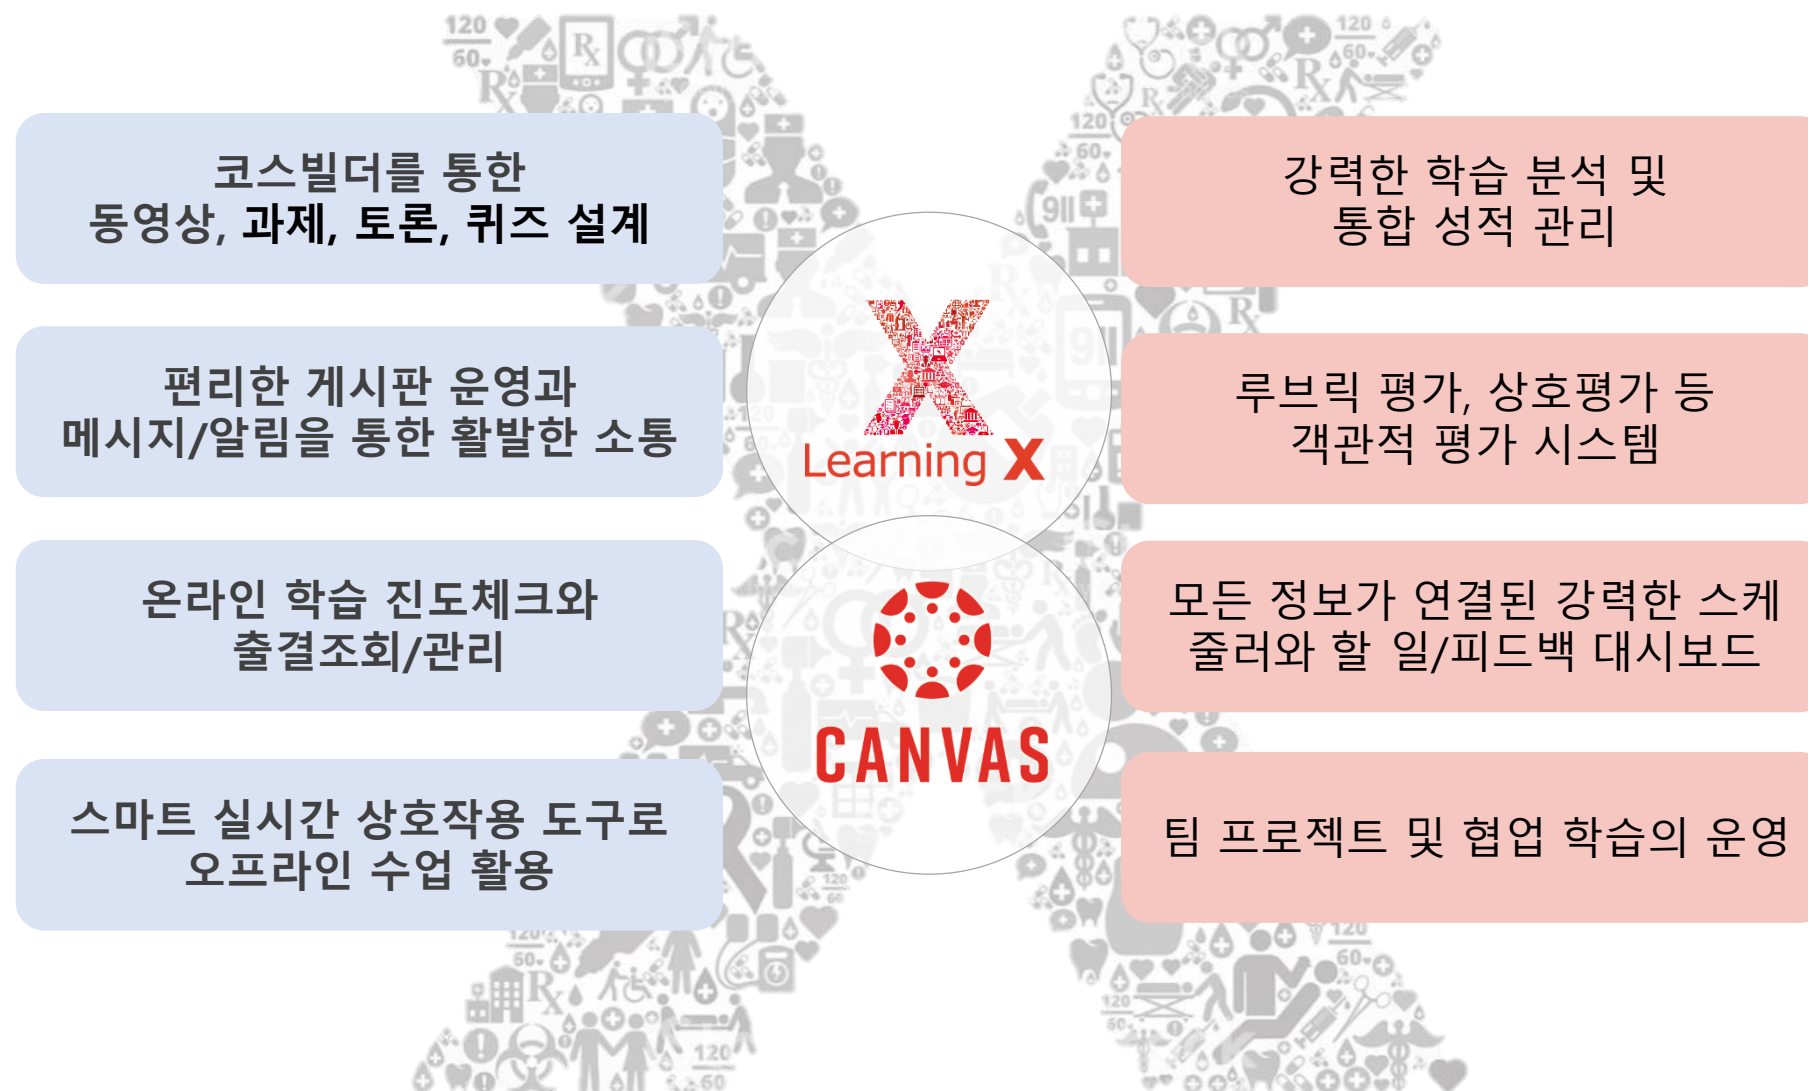 코스빌더를 통한
동영상, 과제, 토론, 퀴즈 설계
편리한 게시판 운영과
메시지/알림을 통한 활발한 소통
온라인 학습 진도체크와
출결조회/관리
스마트 실시간 상호작용 도구로
오프라인 수업 활용
Learning X
CANVAS
강력한 학습 분석 및
통합 성적 관리
루브릭 평가, 상호평가 등
객관적 평가 시스템
모든 정보가 연결된 강력한 스케
줄러와 할 일/피드백 대시보드
팀 프로젝트 및 협업 학습의 운영